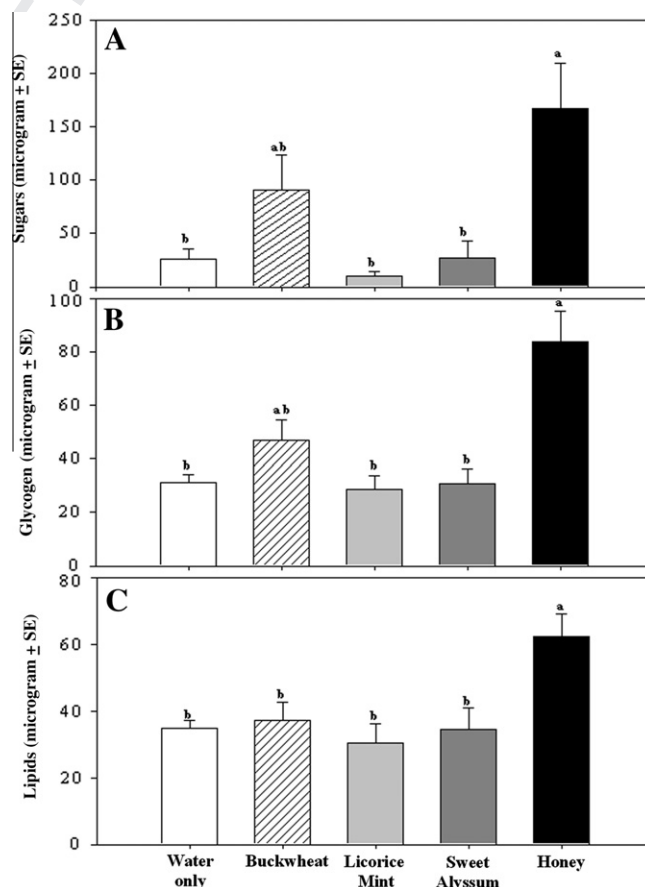 A
Sugars (microgram ± SE)
250
200
150
100
50
0
b
ab
b
b
a
B
Glycogen (microgram ± SE)
100
80
60
40
20
0
b
ab
b
b
a
C
Lipids (microgram ± SE)
80
60
40
20
0
b
b
b
b
a
Water only
Buckwheat
Licorice Mint
Sweet Alyssum
Honey